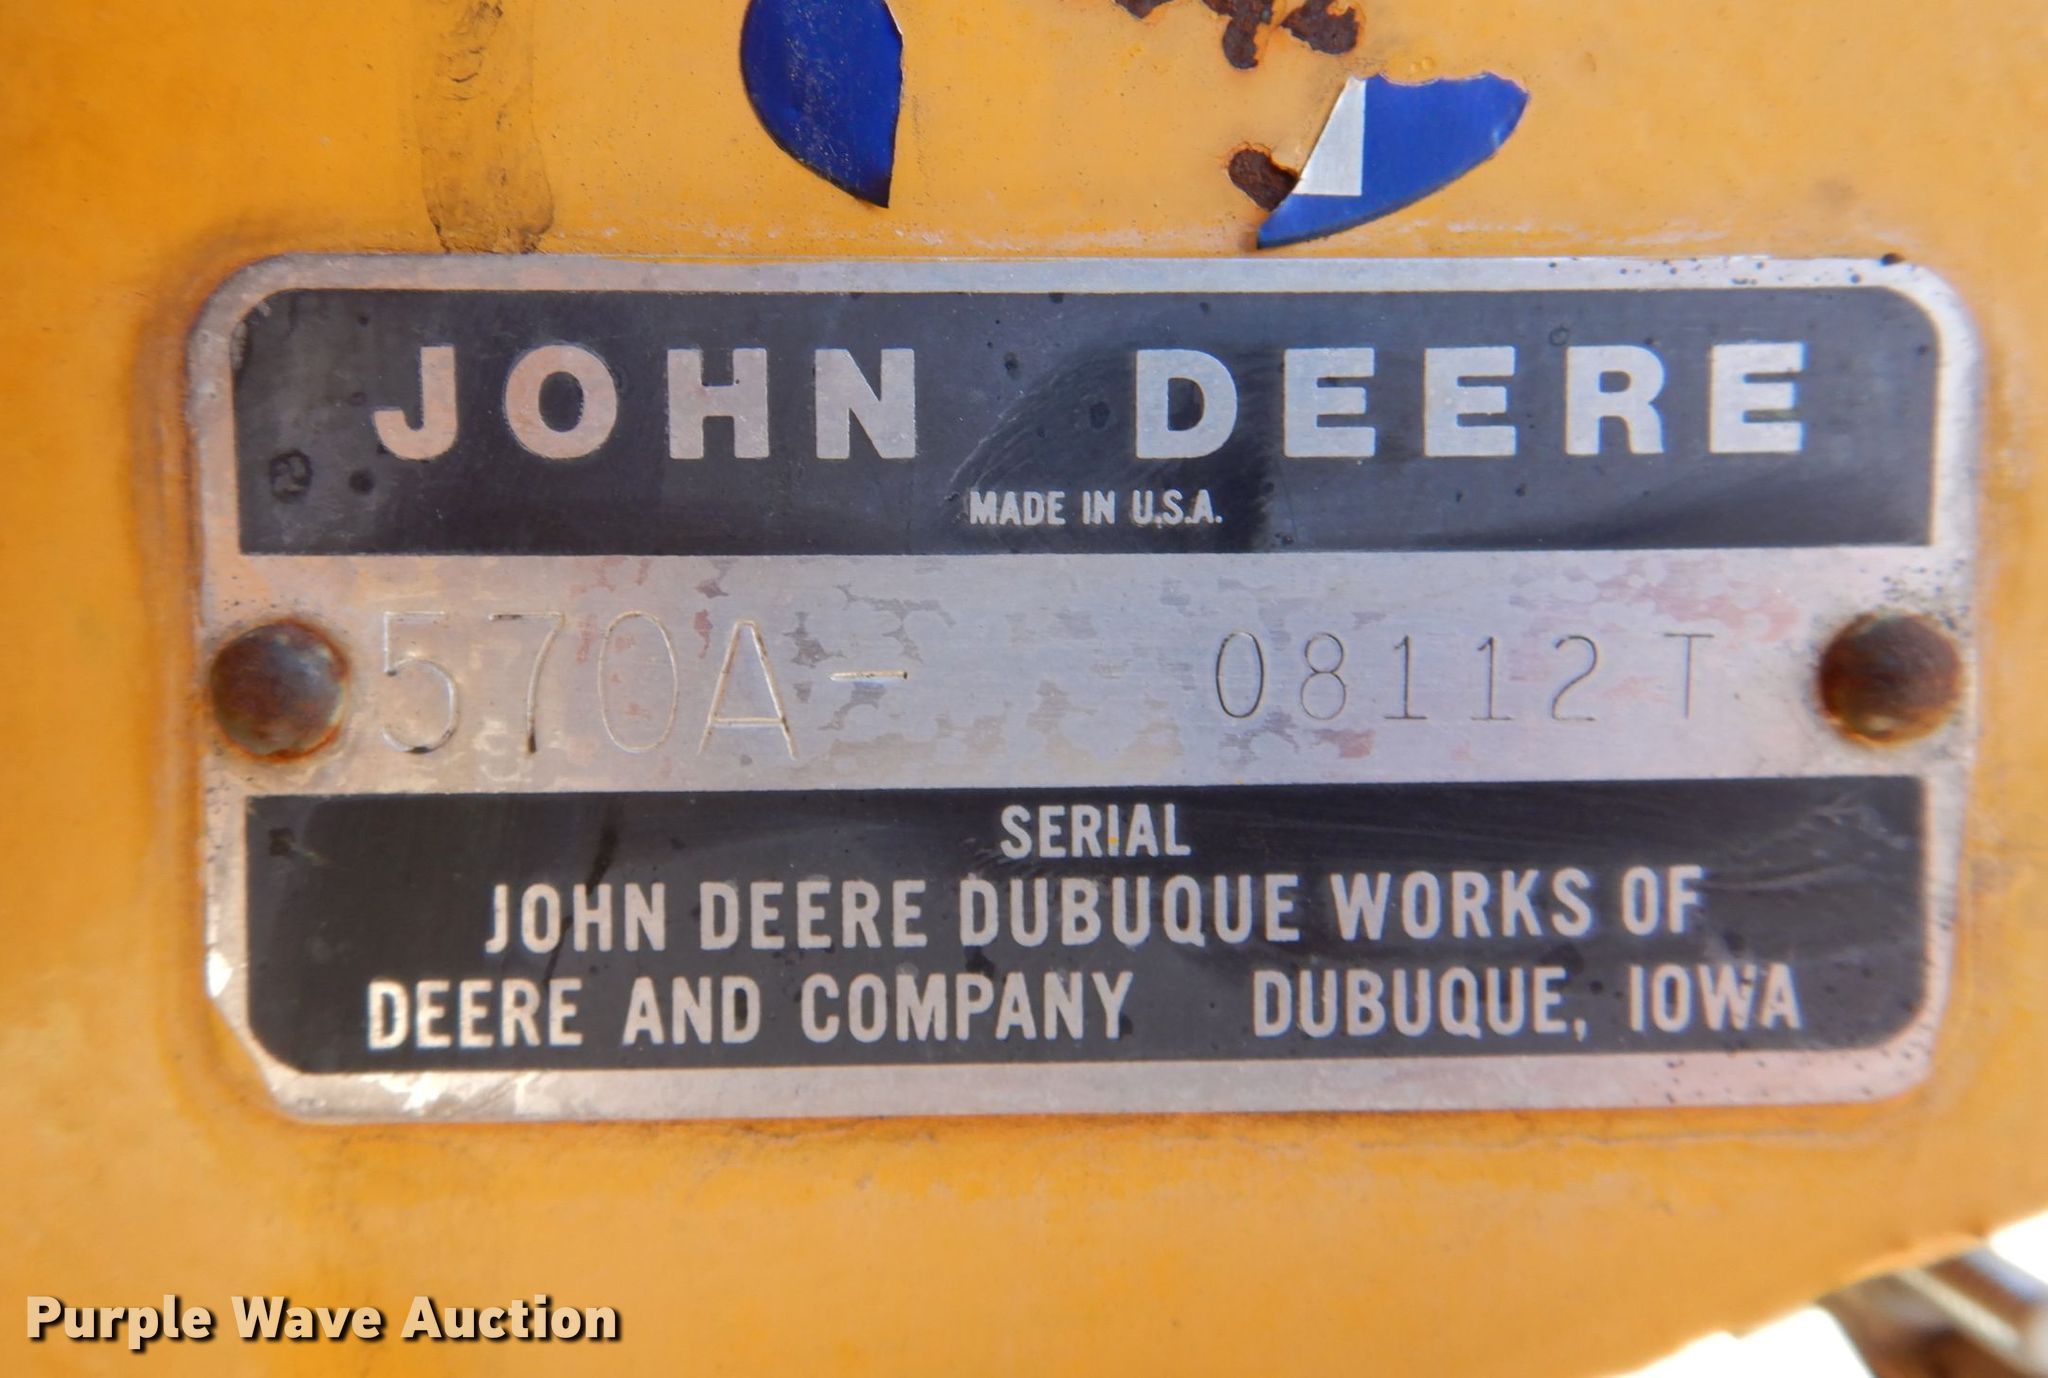 JOHN DEERE
MADE IN U.S.A.
570A- 08112T
SERIAL
JOHN DEERE DUBUQUE WORKS OF
DEERE AND COMPANY DUBUQUE, IOWA
Purple Wave Auction